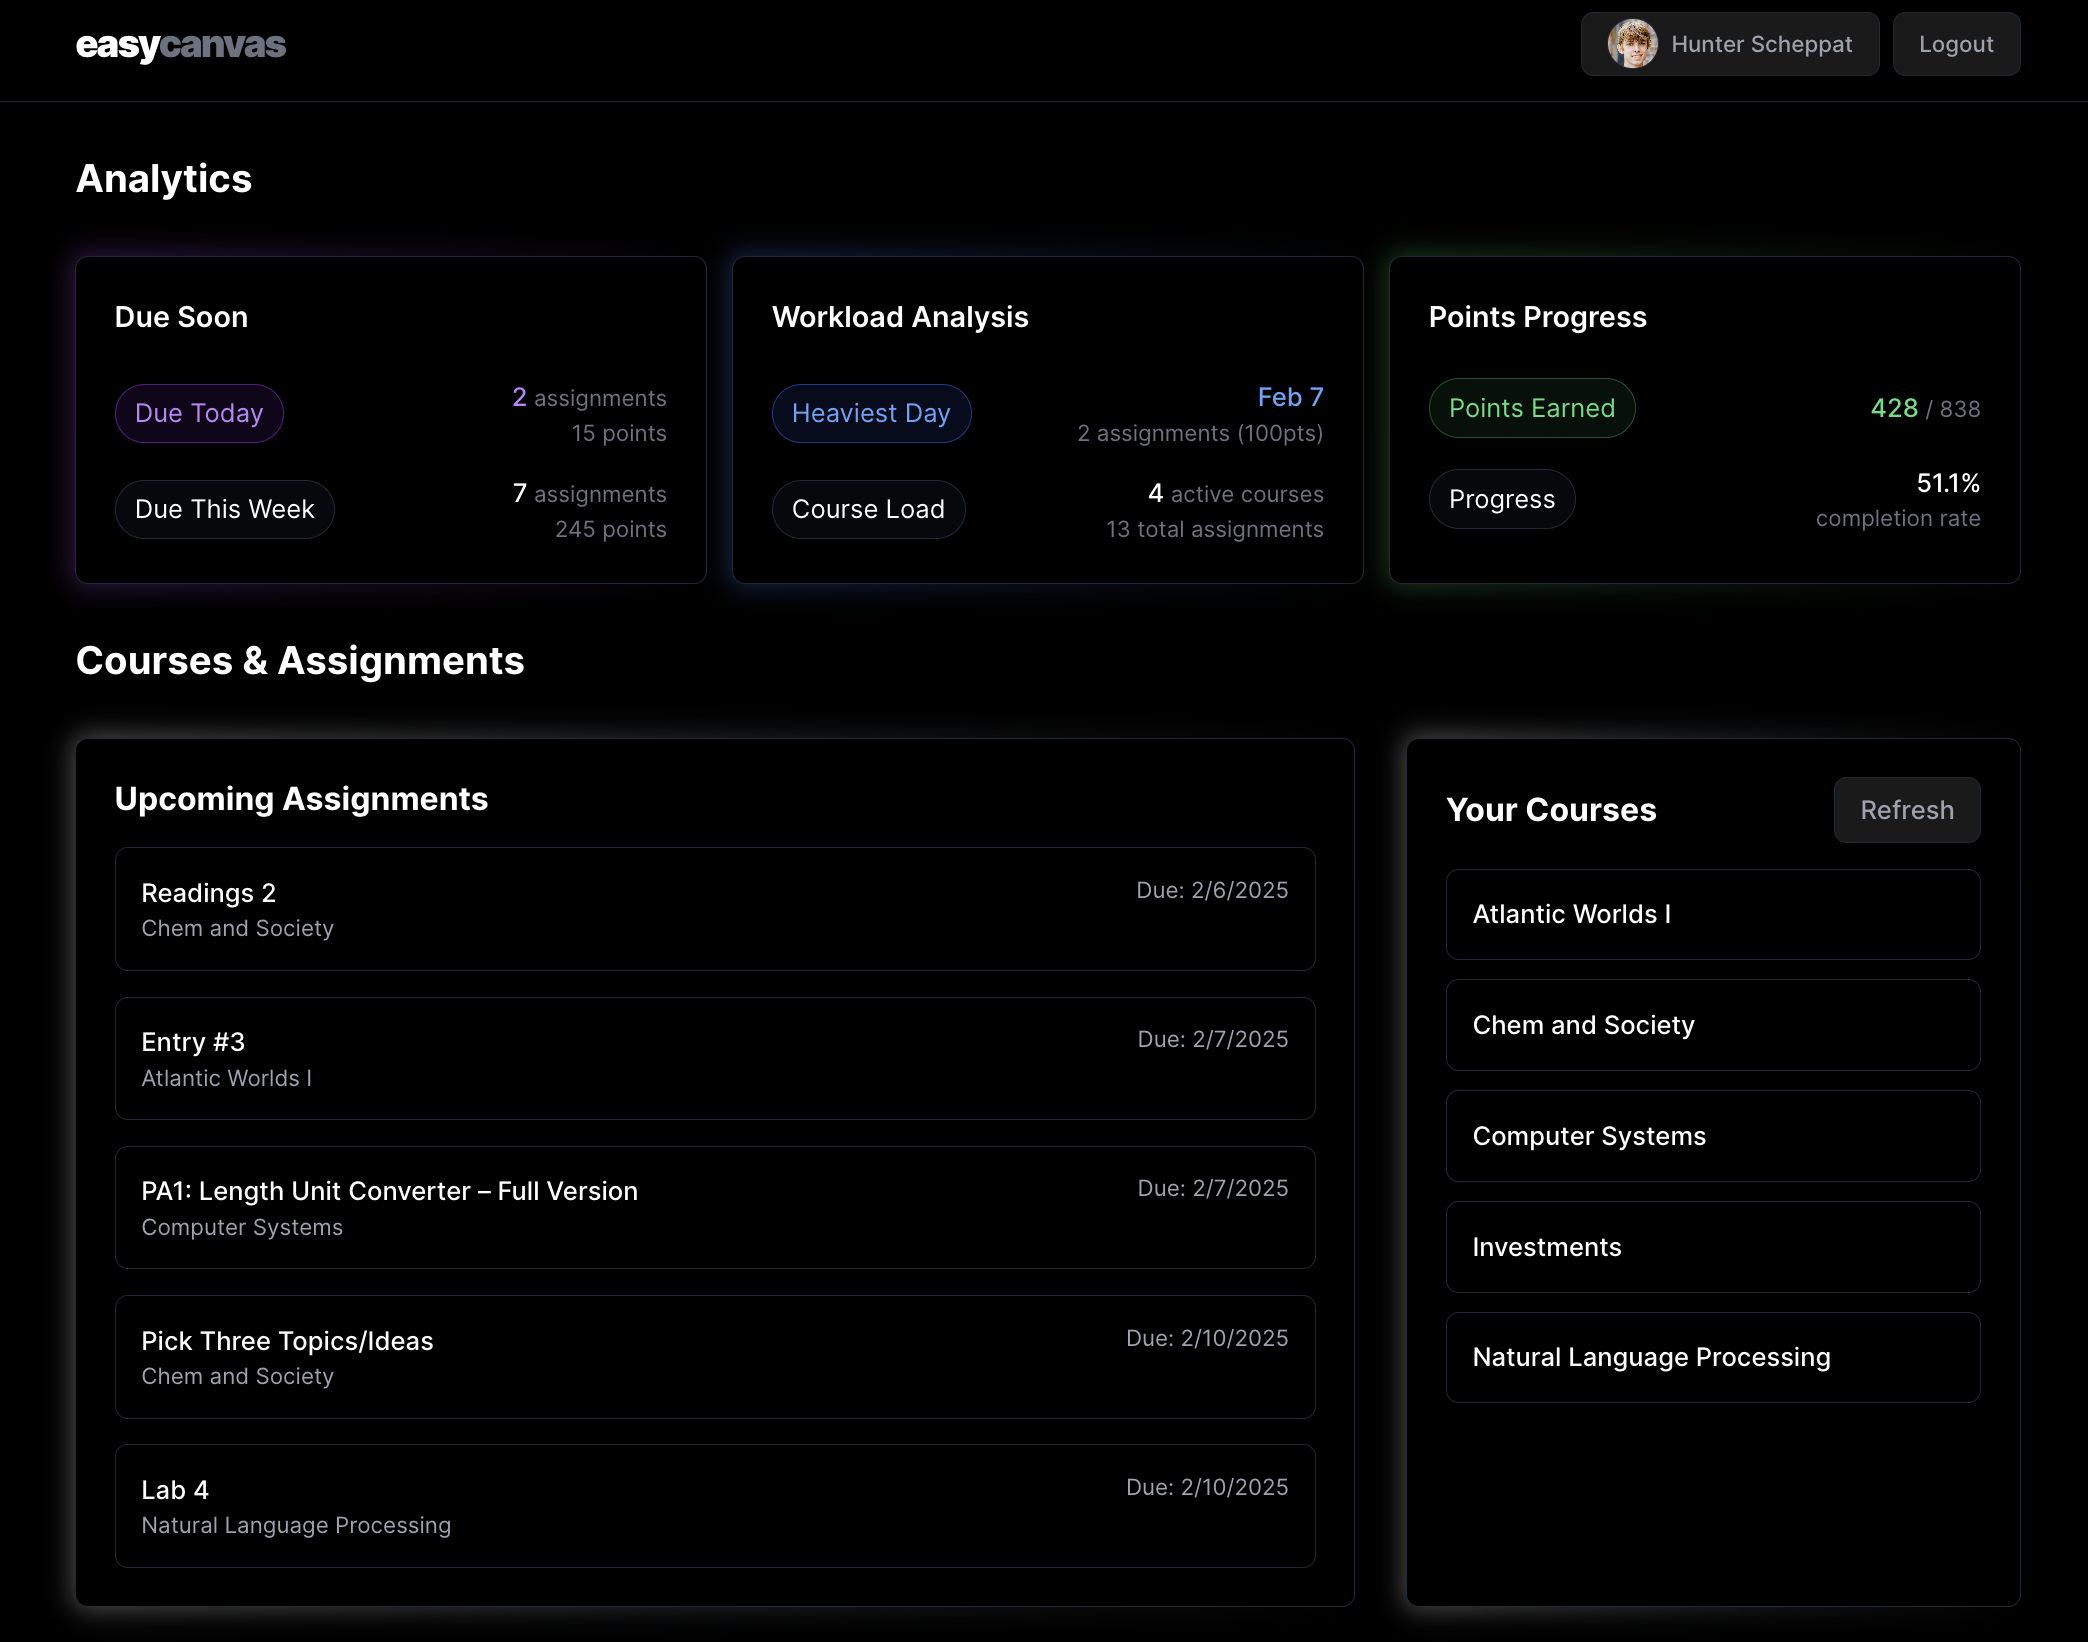 easycanvas
Hunter Scheppat
Logout
Analytics
Due Soon
Due Today
2 assignments
15 points
Due This Week
7 assignments
245 points
Workload Analysis
Heaviest Day
Feb 7
2 assignments (100pts)
Course Load
4 active courses
13 total assignments
Points Progress
Points Earned
428 / 838
Progress
51.1%
completion rate
Courses & Assignments
Upcoming Assignments
Readings 2
Due: 2/6/2025
Chem and Society
Entry #3
Due: 2/7/2025
Atlantic Worlds I
PA1: Length Unit Converter – Full Version
Due: 2/7/2025
Computer Systems
Pick Three Topics/Ideas
Due: 2/10/2025
Chem and Society
Lab 4
Due: 2/10/2025
Natural Language Processing
Your Courses
Refresh
Atlantic Worlds I
Chem and Society
Computer Systems
Investments
Natural Language Processing